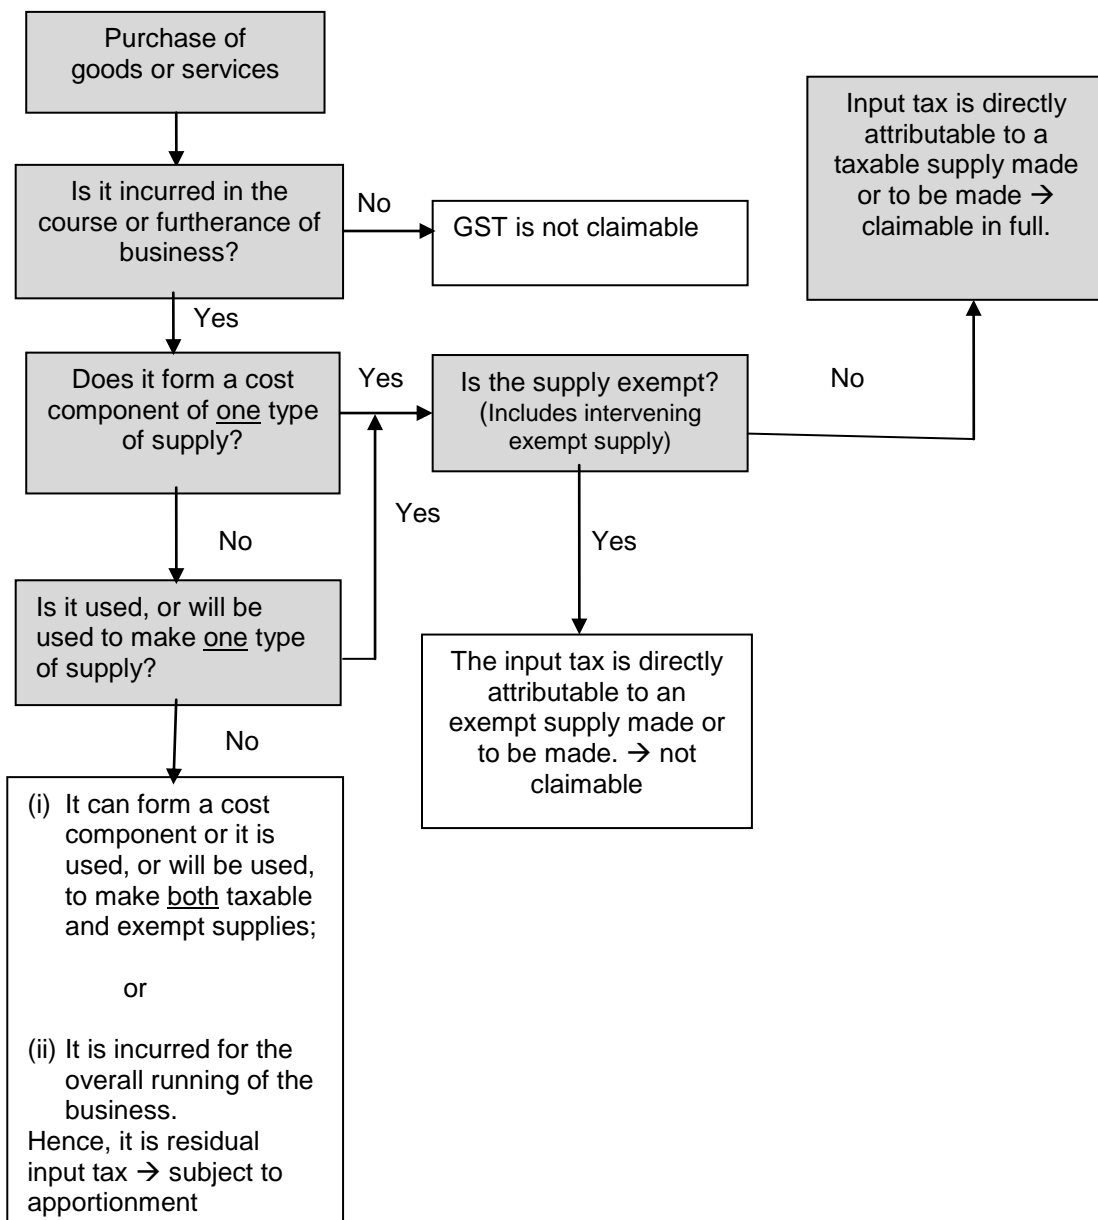 Purchase of
goods or services
Is it incurred in the
course or furtherance of
business?
No
GST is not claimable
Input tax is directly
attributable to a
taxable supply made
or to be made →
claimable in full.
Yes
Does it form a cost
component of one type
of supply?
Yes
Is the supply exempt?
(Includes intervening
exempt supply)
No
Yes
No
Yes
Is it used, or will be
used to make one type
of supply?
The input tax is directly
attributable to an
exempt supply made or
to be made. → not
claimable
No
(i) It can form a cost
component or it is
used, or will be used,
to make both taxable
and exempt supplies;
or
(ii) It is incurred for the
overall running of the
business.
Hence, it is residual
input tax → subject to
apportionment